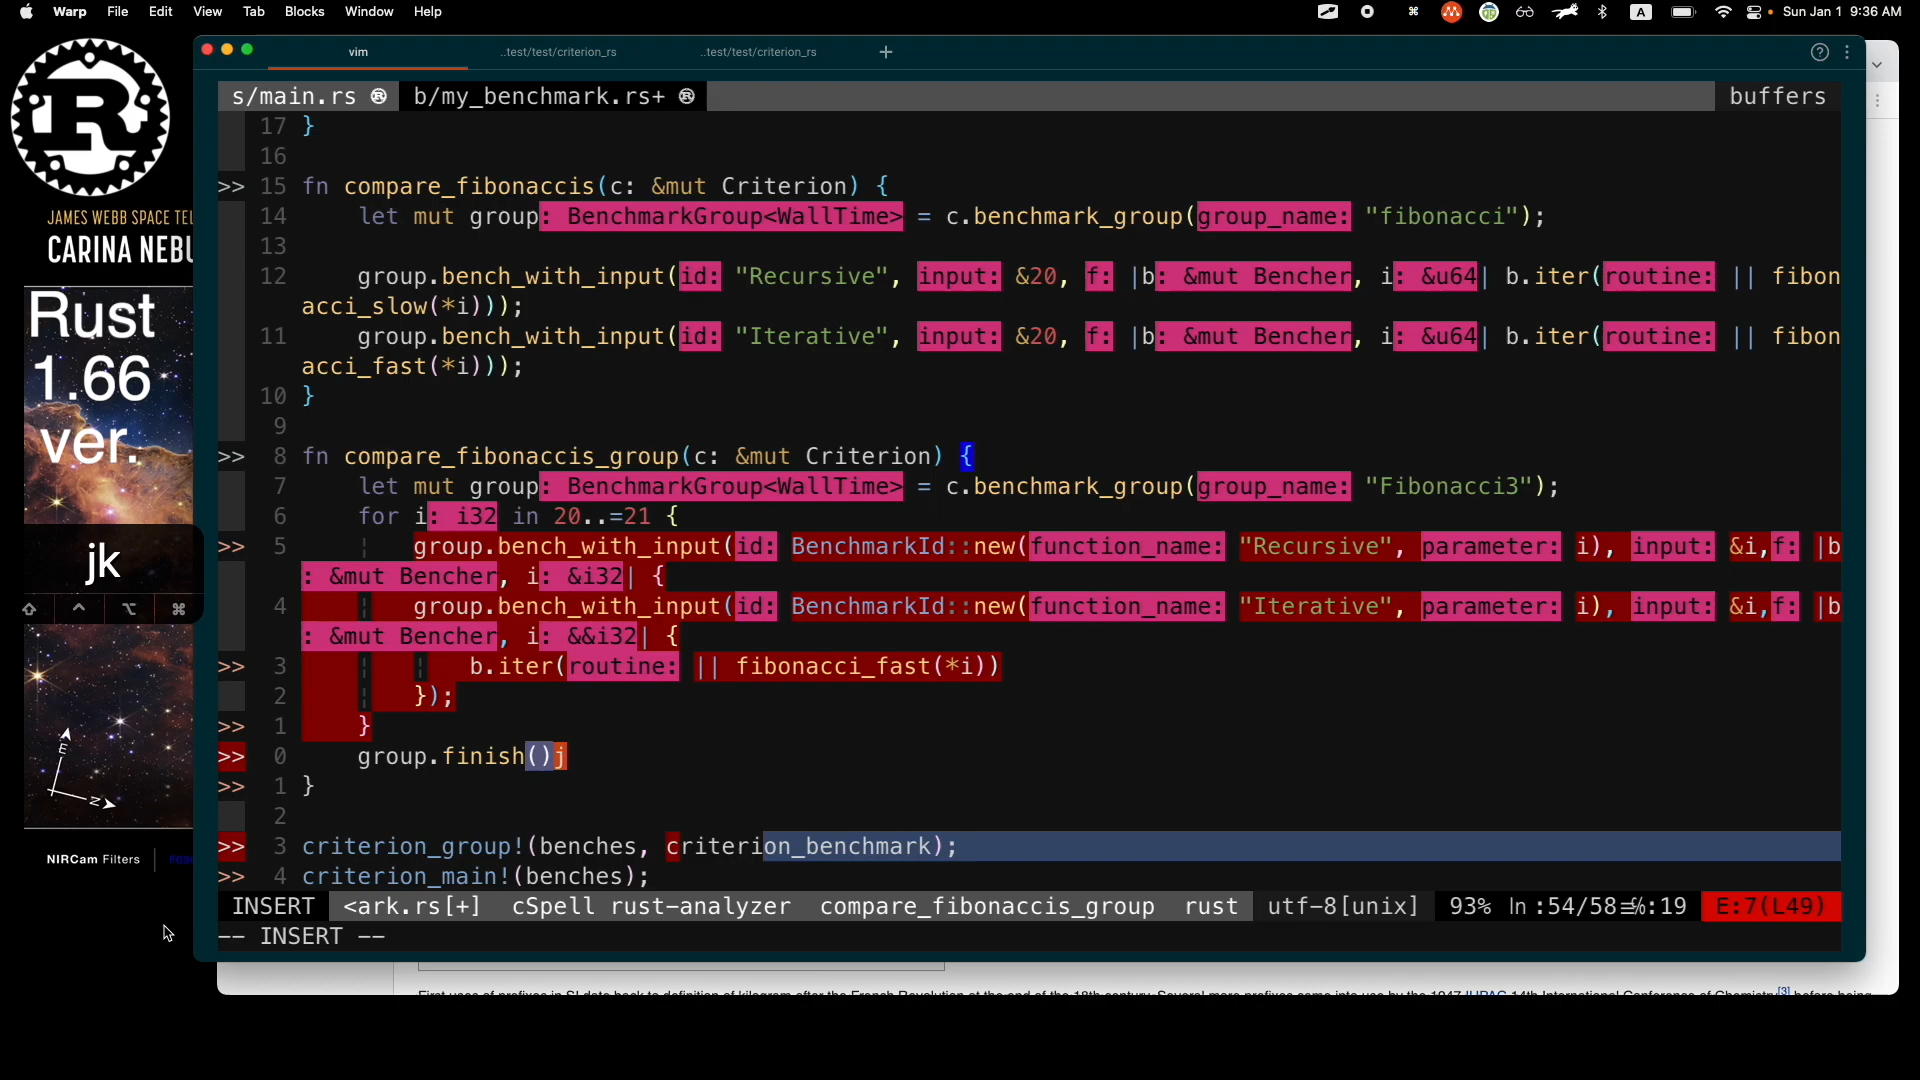 Warp File Edit View Tab Blocks Window Help
A Sun Jan 1 9:36 AM
vim ..test/test/criterion_rs ..test/test/criterion_rs + ?
s/main.rs b/my_benchmark.rs+ buffers
17 }
16
>> 15 fn compare_fibonaccis(c: &mut Criterion) {
14 let mut group: BenchmarkGroup<WallTime> = c.benchmark_group(group_name: "fibonacci");
13
12 group.bench_with_input(id: "Recursive", input: &20, f: |b: &mut Bencher, i: &u64| b.iter(routine: || fibon
acci_slow(*i)));
11 group.bench_with_input(id: "Iterative", input: &20, f: |b: &mut Bencher, i: &u64| b.iter(routine: || fibon
acci_fast(*i)));
10 }
9
>> 8 fn compare_fibonaccis_group(c: &mut Criterion) {
7 let mut group: BenchmarkGroup<WallTime> = c.benchmark_group(group_name: "Fibonacci3");
6 for i: i32 in 20..=21 {
>> 5 group.bench_with_input(id: BenchmarkId::new(function_name: "Recursive", parameter: i), input: &i,f: |b
: &mut Bencher, i: &i32| {
4 group.bench_with_input(id: BenchmarkId::new(function_name: "Iterative", parameter: i), input: &i,f: |b
: &mut Bencher, i: &&i32| {
>> 3 b.iter(routine: || fibonacci_fast(*i))
2 });
>> 1 }
>> 0 group.finish()j
>> 1 }
2
>> 3 criterion_group!(benches, criterion_benchmark);
>> 4 criterion_main!(benches);
INSERT <ark.rs[+] cSpell rust-analyzer compare_fibonaccis_group rust utf-8[unix] 93% ln :54/58≡%:19 E:7(L49)
-- INSERT --
R
JAMES WEBB SPACE TEL
CARINA NEBU
Rust
1.66
ver.
jk
E
N
NIRCam Filters